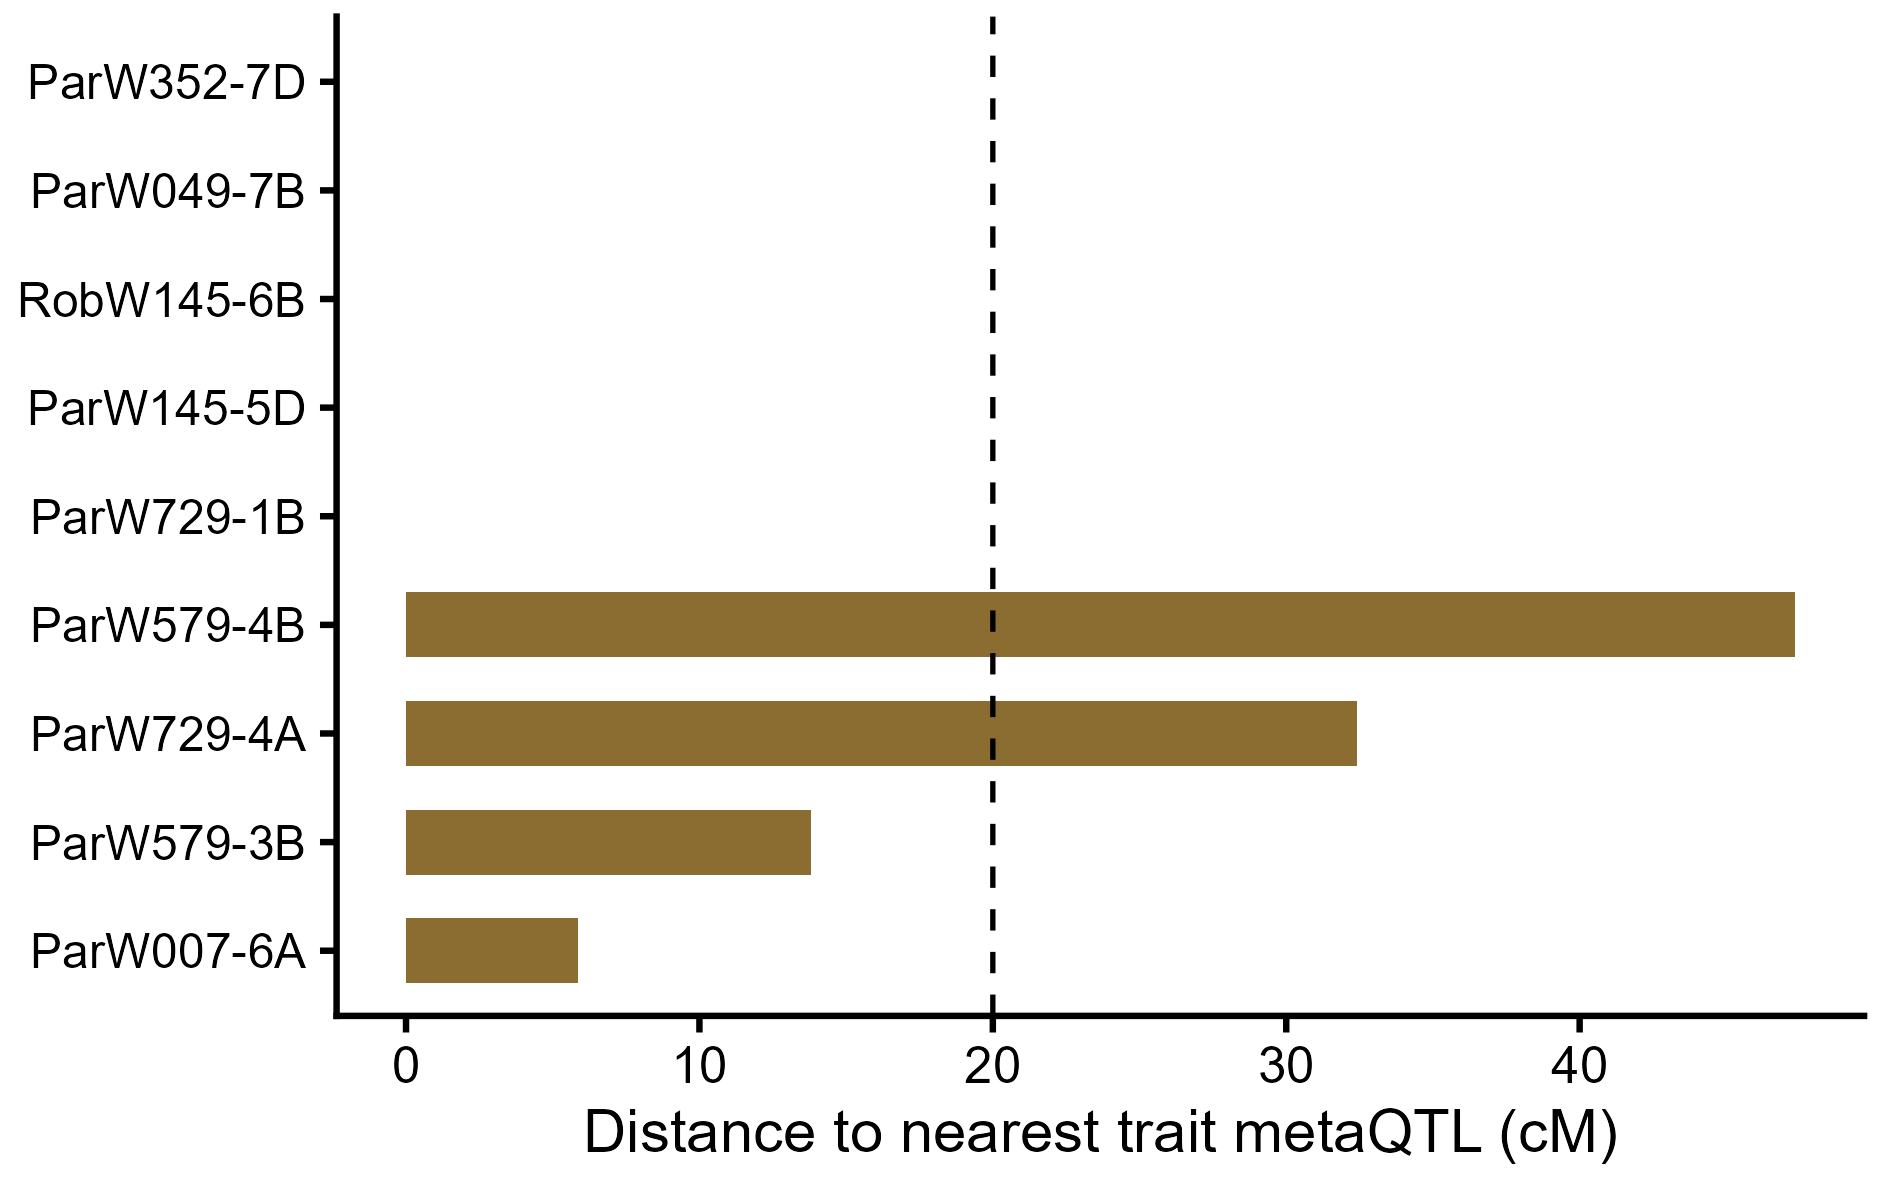 ParW352-7D
ParW049-7B
RobW145-6B
ParW145-5D
ParW729-1B
ParW579-4B
ParW729-4A
ParW579-3B
ParW007-6A
0 10 20 30 40
Distance to nearest trait metaQTL (cM)